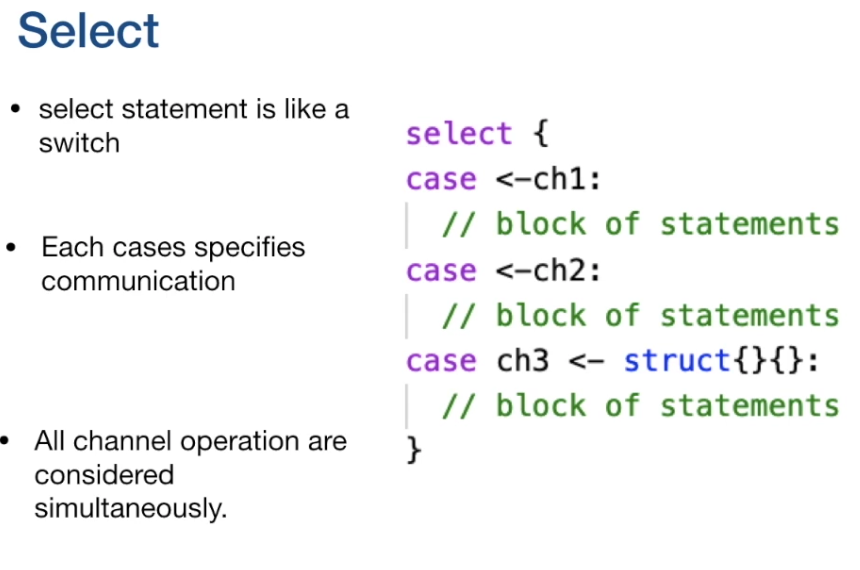 Select
• select statement is like a
switch
• Each cases specifies
communication
• All channel operation are
considered
simultaneously.
select {
case <-ch1:
// block of statements
case <-ch2:
// block of statements
case ch3 <- struct{}{}:
// block of statements
}